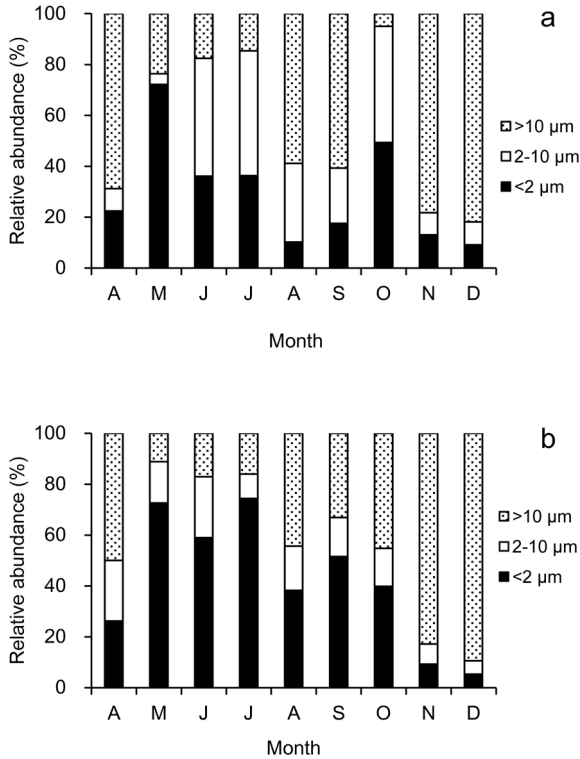 a
Relative abundance (%)
100
80
60
40
20
0
>10 µm
2-10 µm
<2 µm
A M J J A S O N D
Month
b
Relative abundance (%)
100
80
60
40
20
0
>10 µm
2-10 µm
<2 µm
A M J J A S O N D
Month